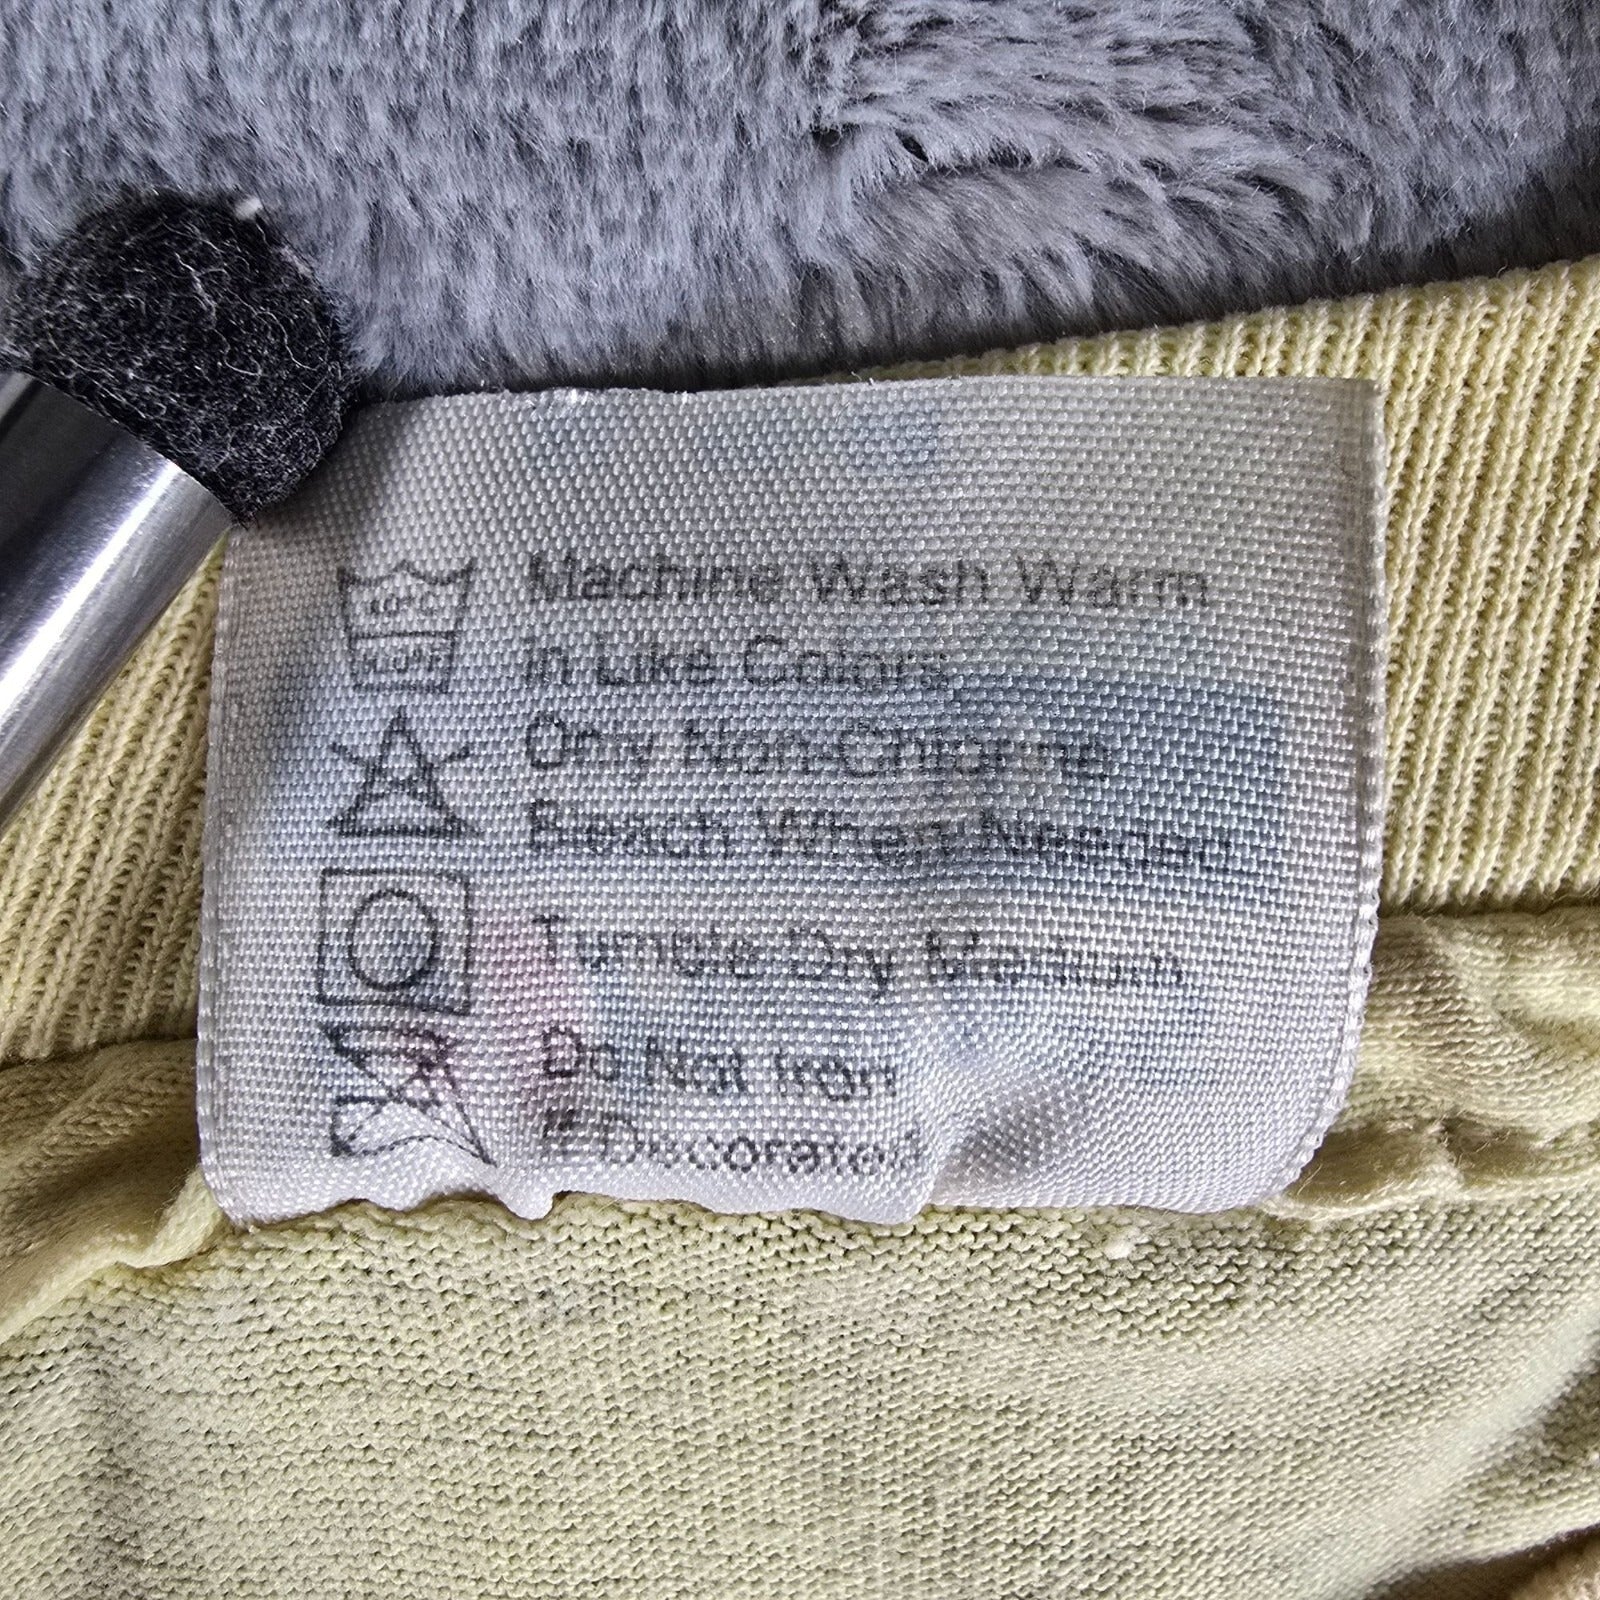 Machine Wash Warm
in Like Colors
Only Non-Chlorine
Bleach When Needed
Tumble Dry Medium
Do Not Iron
If Decorated